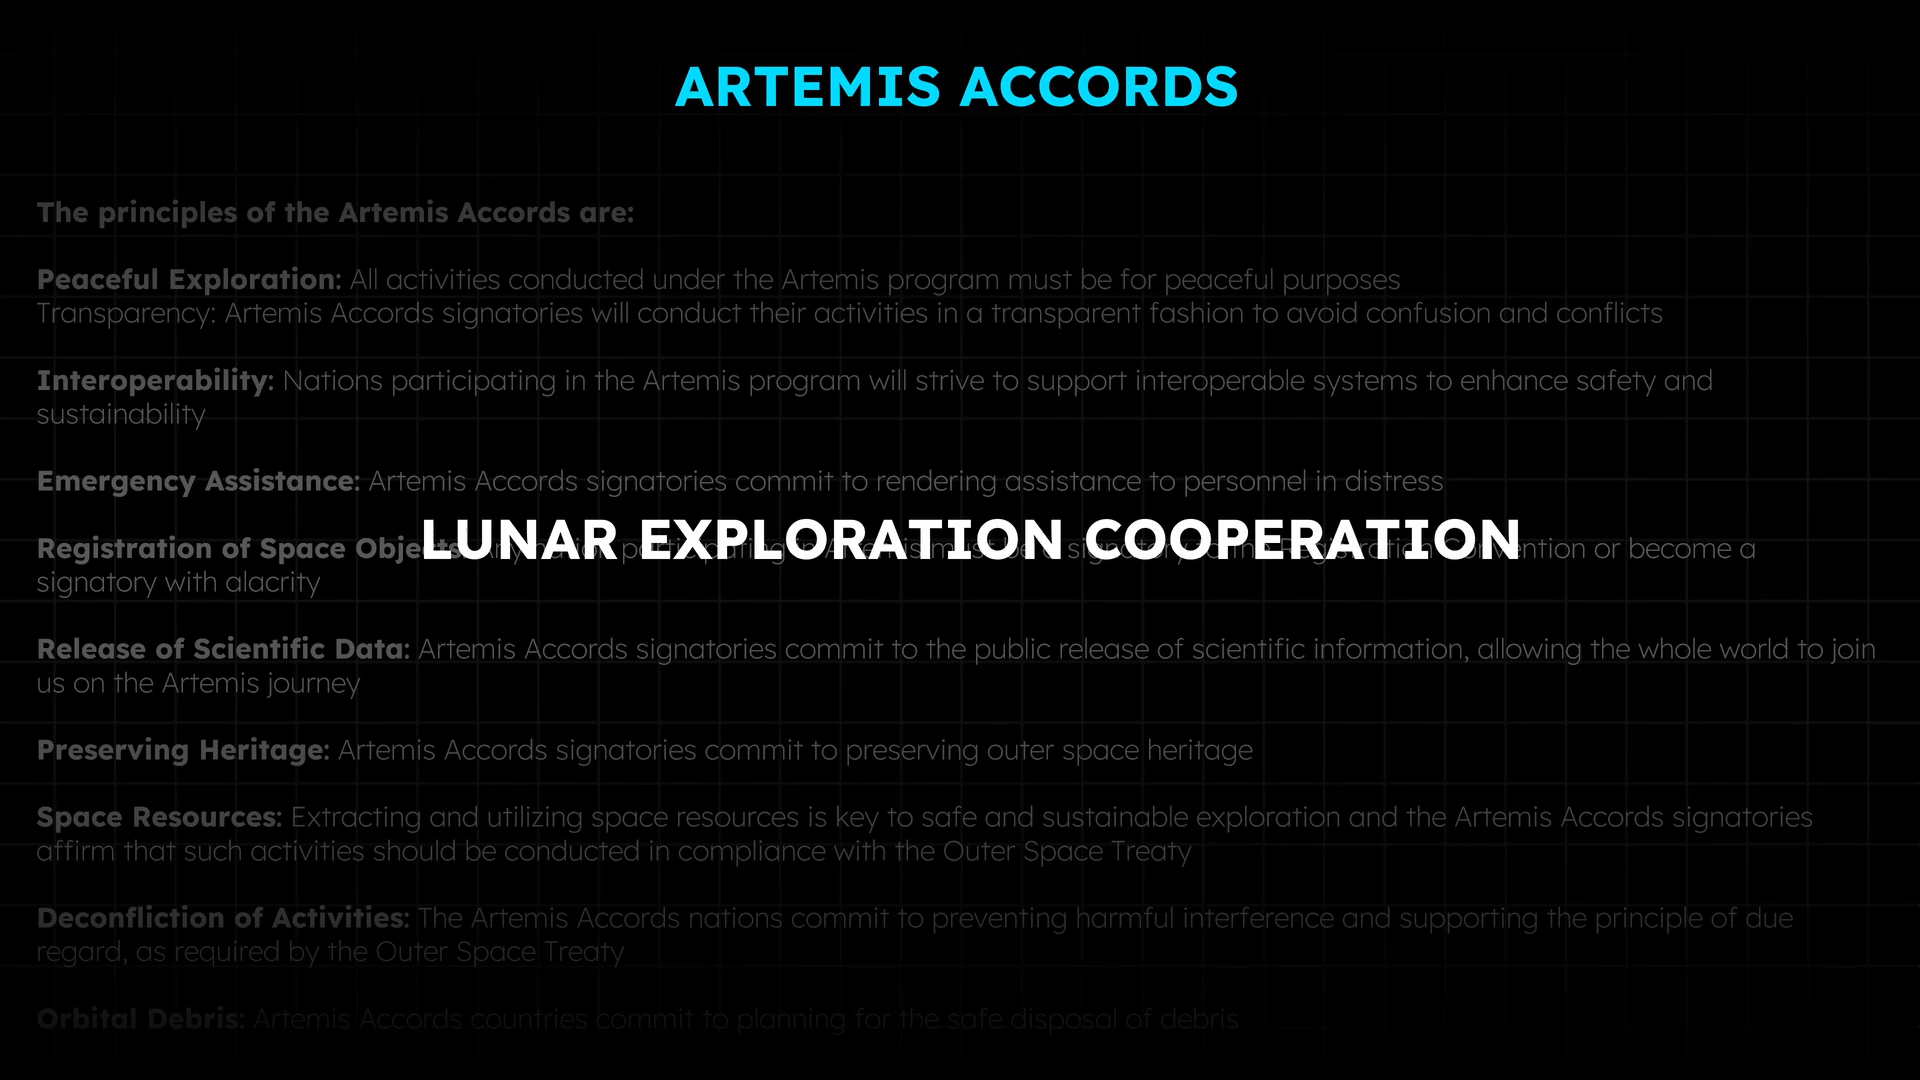 ARTEMIS ACCORDS
The principles of the Artemis Accords are:
Peaceful Exploration: All activities conducted under the Artemis program must be for peaceful purposes
Transparency: Artemis Accords signatories will conduct their activities in a transparent fashion to avoid confusion and conflicts
Interoperability: Nations participating in the Artemis program will strive to support interoperable systems to enhance safety and
sustainability
Emergency Assistance: Artemis Accords signatories commit to rendering assistance to personnel in distress
LUNAR EXPLORATION COOPERATION
Registration of Space Objects or become a
signatory with alacrity
Release of Scientific Data: Artemis Accords signatories commit to the public release of scientific information, allowing the whole world to join
us on the Artemis journey
Preserving Heritage: Artemis Accords signatories commit to preserving outer space heritage
Space Resources: Extracting and utilizing space resources is key to safe and sustainable exploration and the Artemis Accords signatories
affirm that such activities should be conducted in compliance with the Outer Space Treaty
Deconfliction of Activities: The Artemis Accords nations commit to preventing harmful interference and supporting the principle of due
regard, as required by the Outer Space Treaty
Orbital Debris: Artemis Accords countries commit to planning for the safe disposal of debris